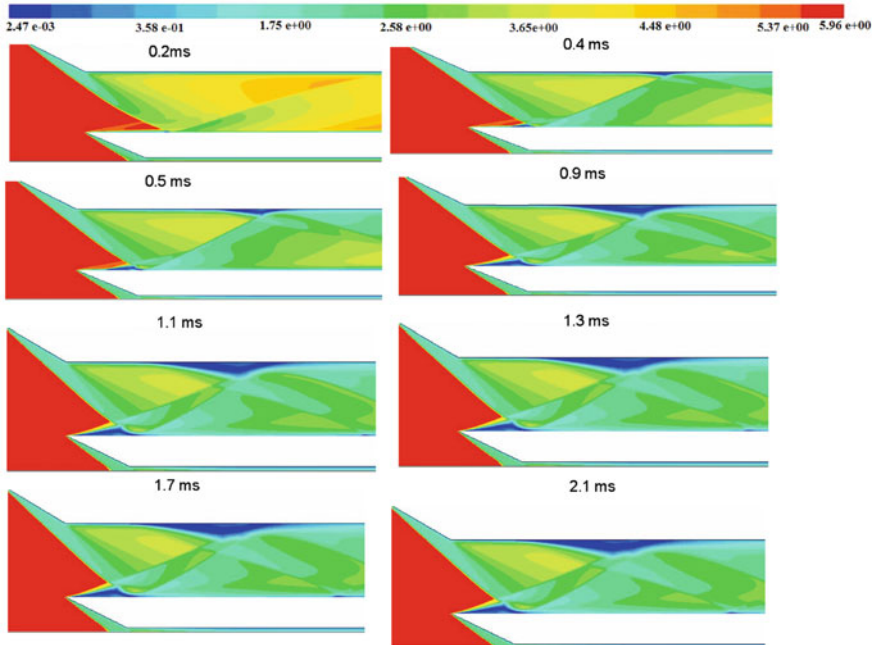 2.47 e-03 3.58 e-01 1.75 e+00 2.58 e+00 3.65e+00 4.48 e+00 5.37 e+00 5.96 e+00
0.2ms 0.4 ms
0.5 ms 0.9 ms
1.1 ms 1.3 ms
1.7 ms 2.1 ms